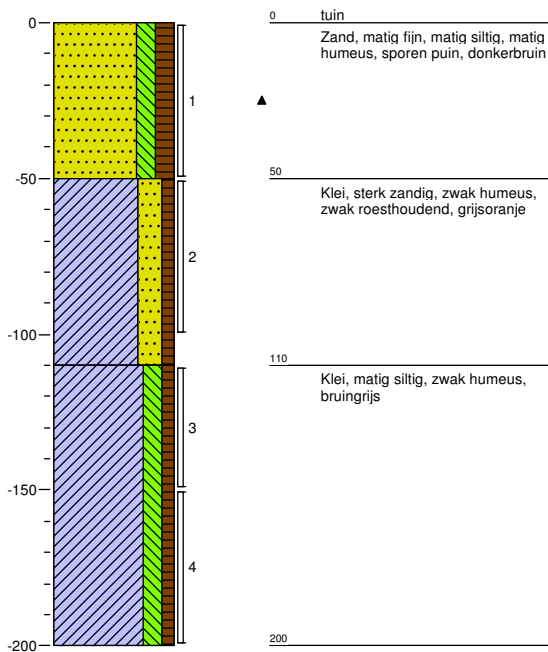 0
-50
-100
-150
-200
1
2
3
4
0 tuin
Zand, matig fijn, matig siltig, matig
humeus, sporen puin, donkerbruin
50
Klei, sterk zandig, zwak humeus,
zwak roesthoudend, grijsoranje
110
Klei, matig siltig, zwak humeus,
bruingrijs
200